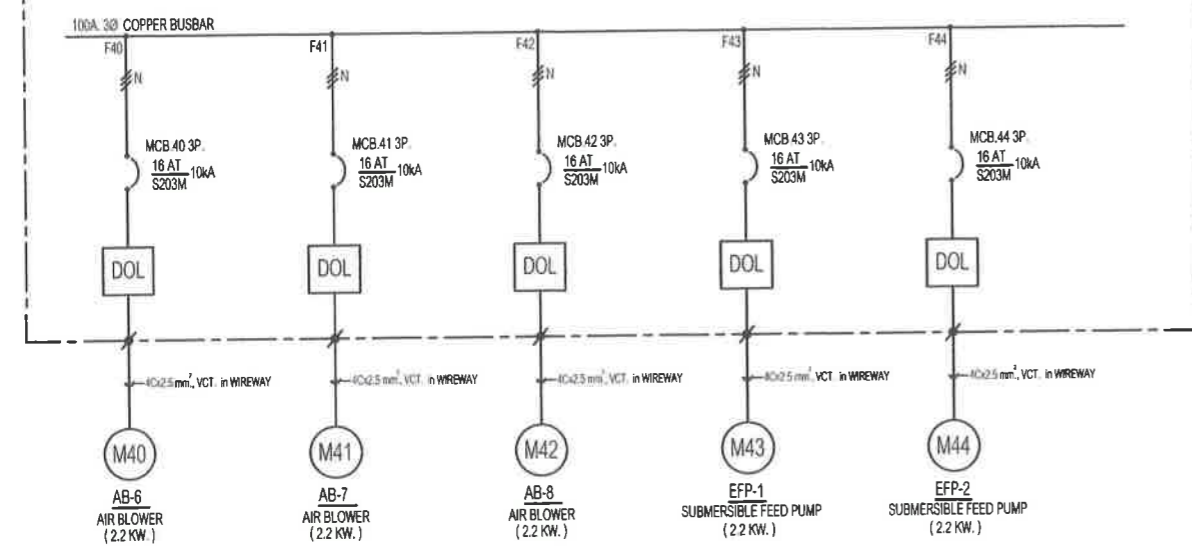 100A. 3Ø COPPER BUSBAR
F40 F41 F42 F43 F44
N N N N N
MCB.40 3P.
16 AT
S203M
10kA
MCB.41 3P.
16 AT
S203M
10kA
MCB.42 3P.
16 AT
S203M
10kA
MCB.43 3P.
16 AT
S203M
10kA
MCB.44 3P.
16 AT
S203M
10kA
DOL DOL DOL DOL DOL
4Cx2.5 mm², VCT. in WIREWAY
4Cx2.5 mm², VCT. in WIREWAY
4Cx2.5 mm², VCT. in WIREWAY
4Cx2.5 mm², VCT. in WIREWAY
4Cx2.5 mm², VCT. in WIREWAY
M40 M41 M42 M43 M44
AB-6
AIR BLOWER
(2.2 KW.)
AB-7
AIR BLOWER
(2.2 KW.)
AB-8
AIR BLOWER
(2.2 KW.)
EFP-1
SUBMERSIBLE FEED PUMP
(2.2 KW.)
EFP-2
SUBMERSIBLE FEED PUMP
(2.2 KW.)